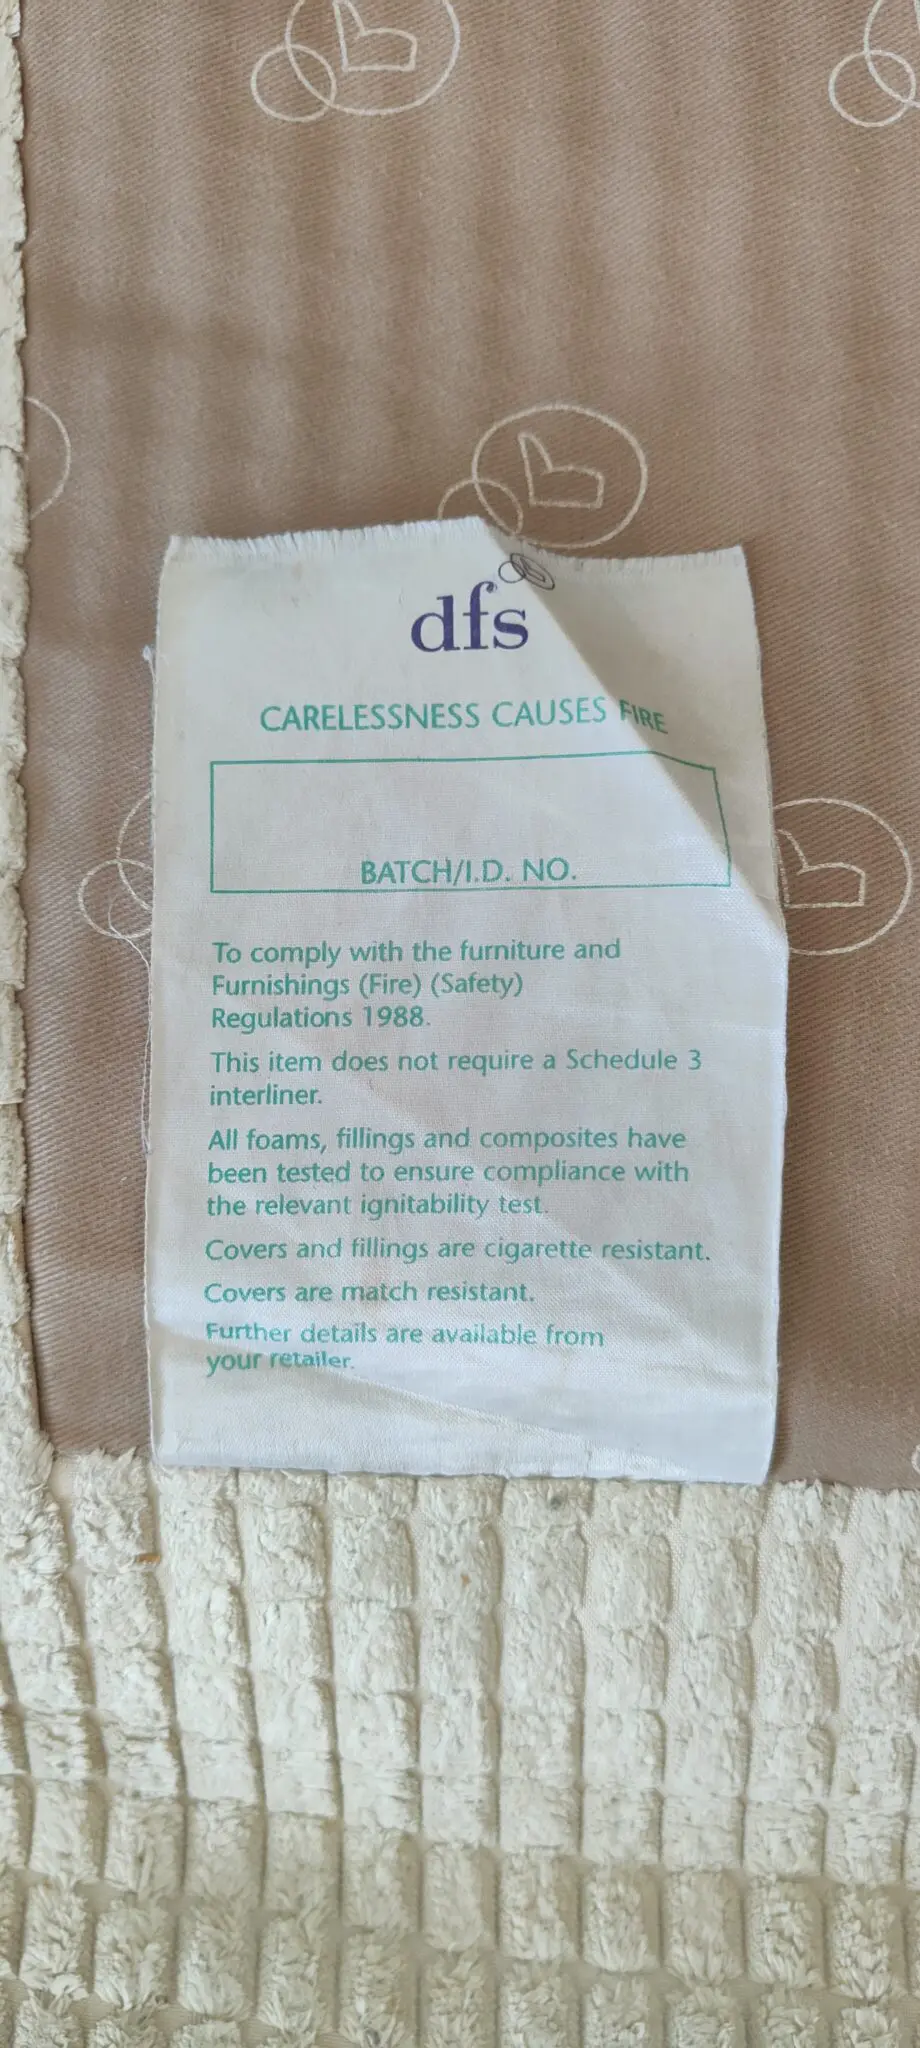 dfs
CARELESSNESS CAUSES FIRE
BATCH/I.D. NO.
To comply with the furniture and
Furnishings (Fire) (Safety)
Regulations 1988.
This item does not require a Schedule 3
interliner.
All foams, fillings and composites have
been tested to ensure compliance with
the relevant ignitability test.
Covers and fillings are cigarette resistant.
Covers are match resistant.
Further details are available from
your retailer.